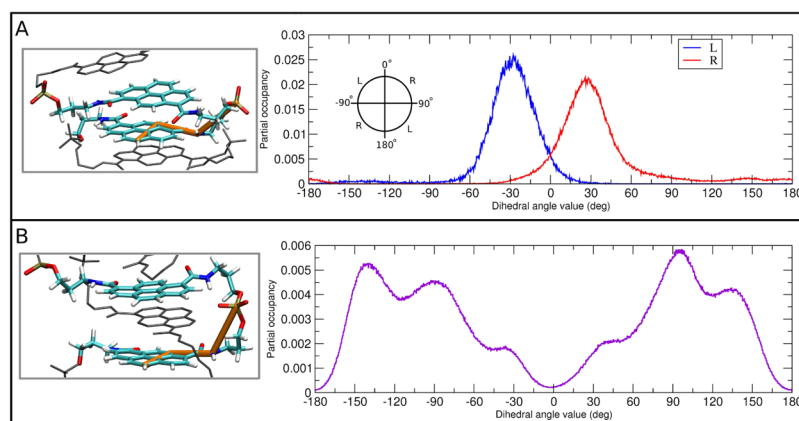 A
Partial occupancy
0.03
0.025
0.02
0.015
0.01
0.005
0
0°
L R
-90° 90°
R L
180°
L
R
-180 -150 -120 -90 -60 -30 0 30 60 90 120 150 180
Dihedral angle value (deg)
B
Partial occupancy
0.006
0.005
0.004
0.003
0.002
0.001
0
-180 -150 -120 -90 -60 -30 0 30 60 90 120 150 180
Dihedral angle value (deg)